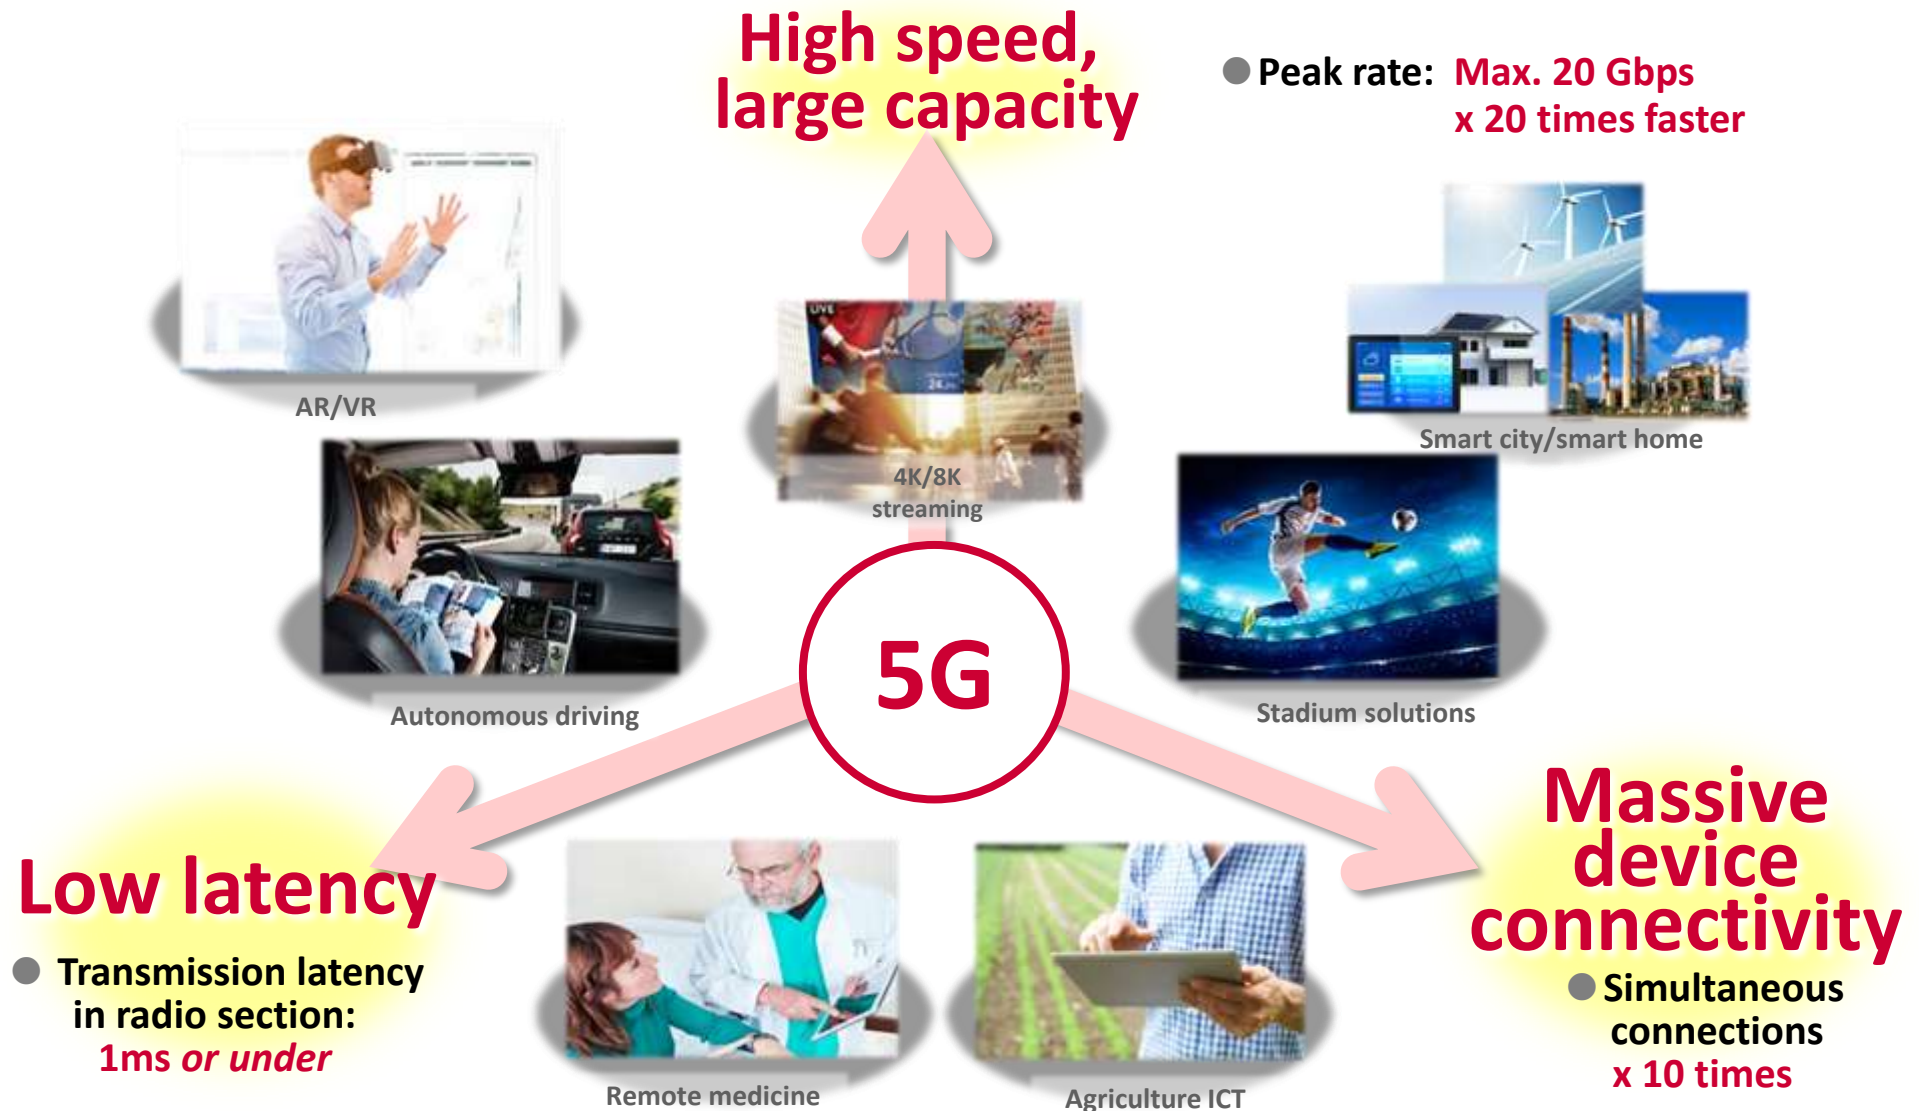 High speed,
large capacity
● Peak rate: Max. 20 Gbps
x 20 times faster
AR/VR
LIVE
4K/8K
streaming
Smart city/smart home
Autonomous driving
5G
Stadium solutions
Low latency
● Transmission latency
in radio section:
1ms or under
Massive
device
connectivity
● Simultaneous
connections
x 10 times
Remote medicine
Agriculture ICT